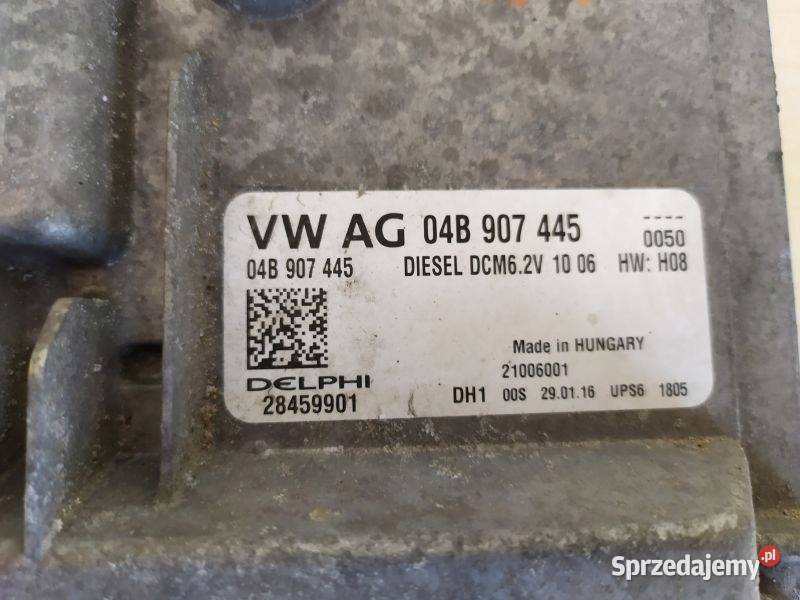 VW AG 04B 907 445 ----
0050
04B 907 445 DIESEL DCM6.2V 10 06 HW: H08
Made in HUNGARY
21006001
DELPHI
28459901 DH1 00S 29.01.16 UPS6 1805
Sprzedajemy.pl